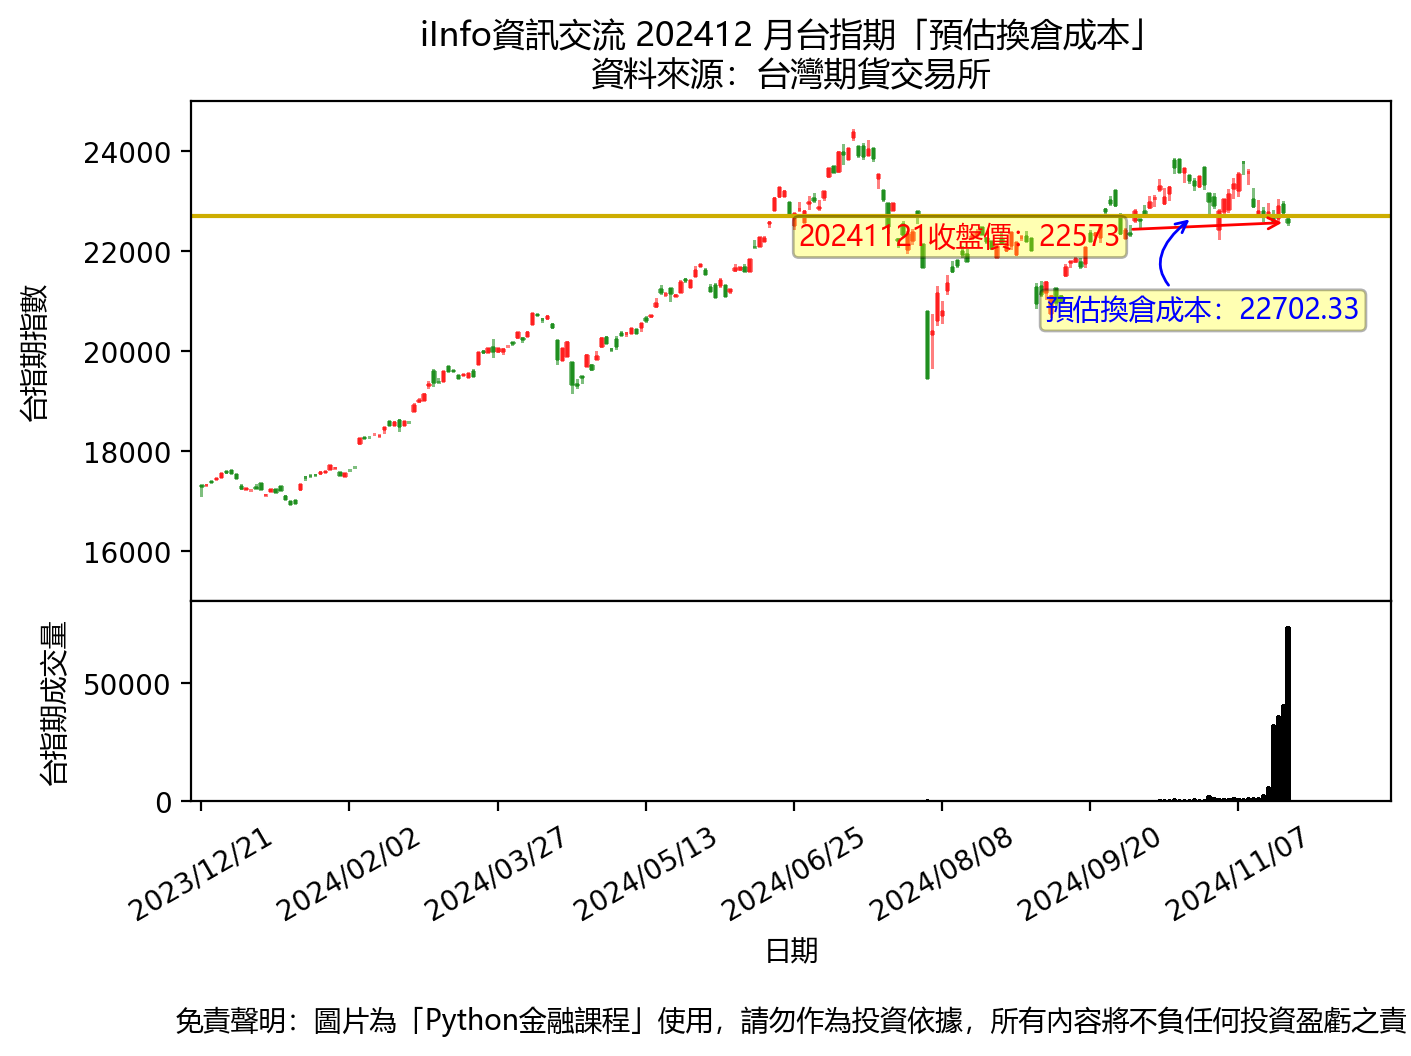 iInfo資訊交流 202412 月台指期「預估換倉成本」
資料來源：台灣期貨交易所
台指期指數
24000
22000
20000
18000
16000
20241121收盤價：22573
預估換倉成本：22702.33
台指期成交量
50000
0
2023/12/21
2024/02/02
2024/03/27
2024/05/13
2024/06/25
2024/08/08
2024/09/20
2024/11/07
日期
免責聲明：圖片為「Python金融課程」使用，請勿作為投資依據，所有內容將不負任何投資盈虧之責